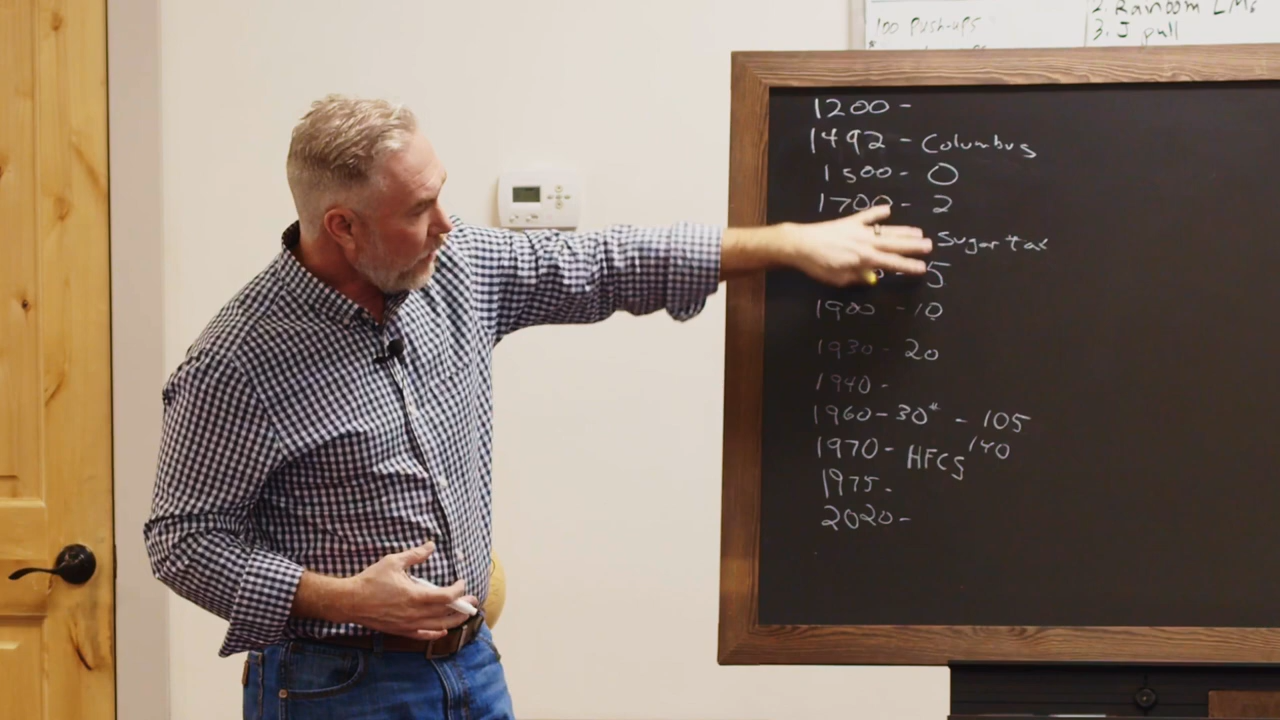 100 Push-ups
2. Random LMs
3. J pull
1200 -
1492 - Columbus
1500 - 0
1700 - 2
Sugar tax
- 5
1900 - 10
1930 - 20
1940 -
1960 - 30# - 105
1970 - HFCS 140
1975 -
2020 -